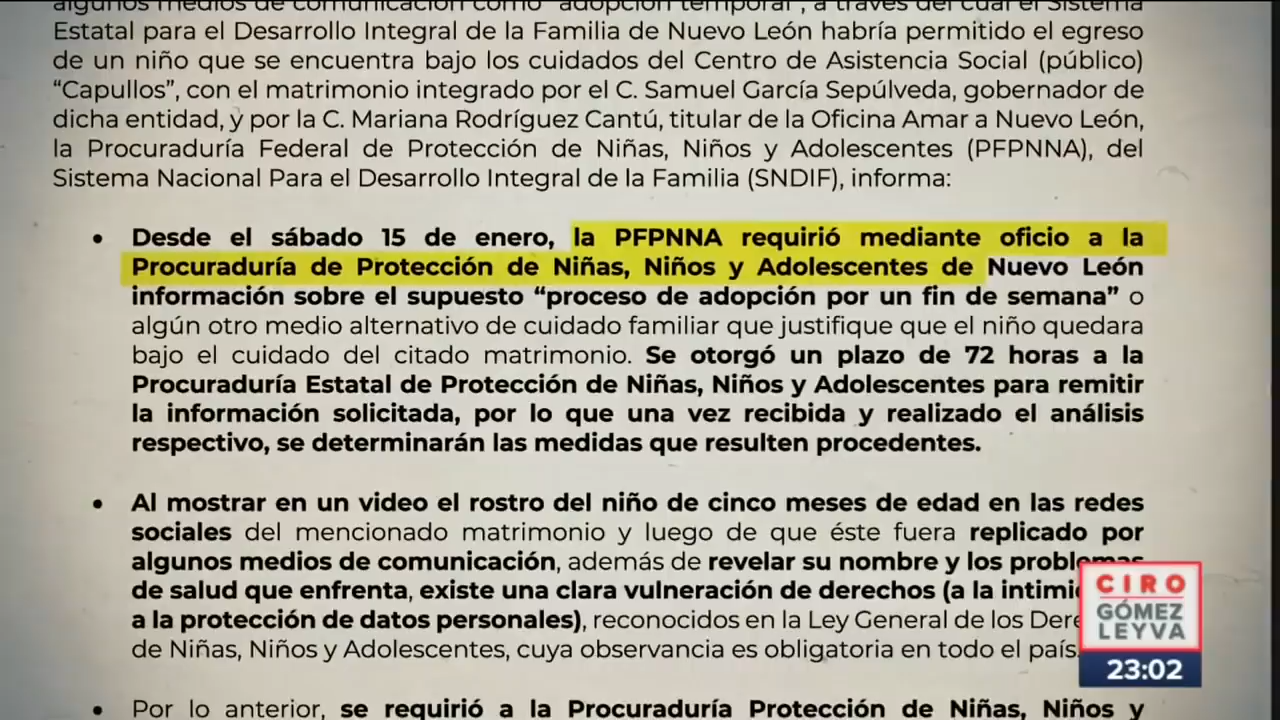 algunos medios de comunicación como "adopción temporal", a través del cual el Sistema
Estatal para el Desarrollo Integral de la Familia de Nuevo León habría permitido el egreso
de un niño que se encuentra bajo los cuidados del Centro de Asistencia Social (público)
“Capullos”, con el matrimonio integrado por el C. Samuel García Sepúlveda, gobernador de
dicha entidad, y por la C. Mariana Rodríguez Cantú, titular de la Oficina Amar a Nuevo León,
la Procuraduría Federal de Protección de Niñas, Niños y Adolescentes (PFPNNA), del
Sistema Nacional Para el Desarrollo Integral de la Familia (SNDIF), informa:
• Desde el sábado 15 de enero, la PFPNNA requirió mediante oficio a la
Procuraduría de Protección de Niñas, Niños y Adolescentes de Nuevo León
información sobre el supuesto “proceso de adopción por un fin de semana” o
algún otro medio alternativo de cuidado familiar que justifique que el niño quedara
bajo el cuidado del citado matrimonio. Se otorgó un plazo de 72 horas a la
Procuraduría Estatal de Protección de Niñas, Niños y Adolescentes para remitir
la información solicitada, por lo que una vez recibida y realizado el análisis
respectivo, se determinarán las medidas que resulten procedentes.
• Al mostrar en un video el rostro del niño de cinco meses de edad en las redes
sociales del mencionado matrimonio y luego de que éste fuera replicado por
algunos medios de comunicación, además de revelar su nombre y los problemas
de salud que enfrenta, existe una clara vulneración de derechos (a la intimi
a la protección de datos personales), reconocidos en la Ley General de los Dere
de Niñas, Niños y Adolescentes, cuya observancia es obligatoria en todo el país.
• Por lo anterior, se requirió a la Procuraduría Protección de Niñas, Niños y
CIRO
GÓMEZ
LEYVA
23:02